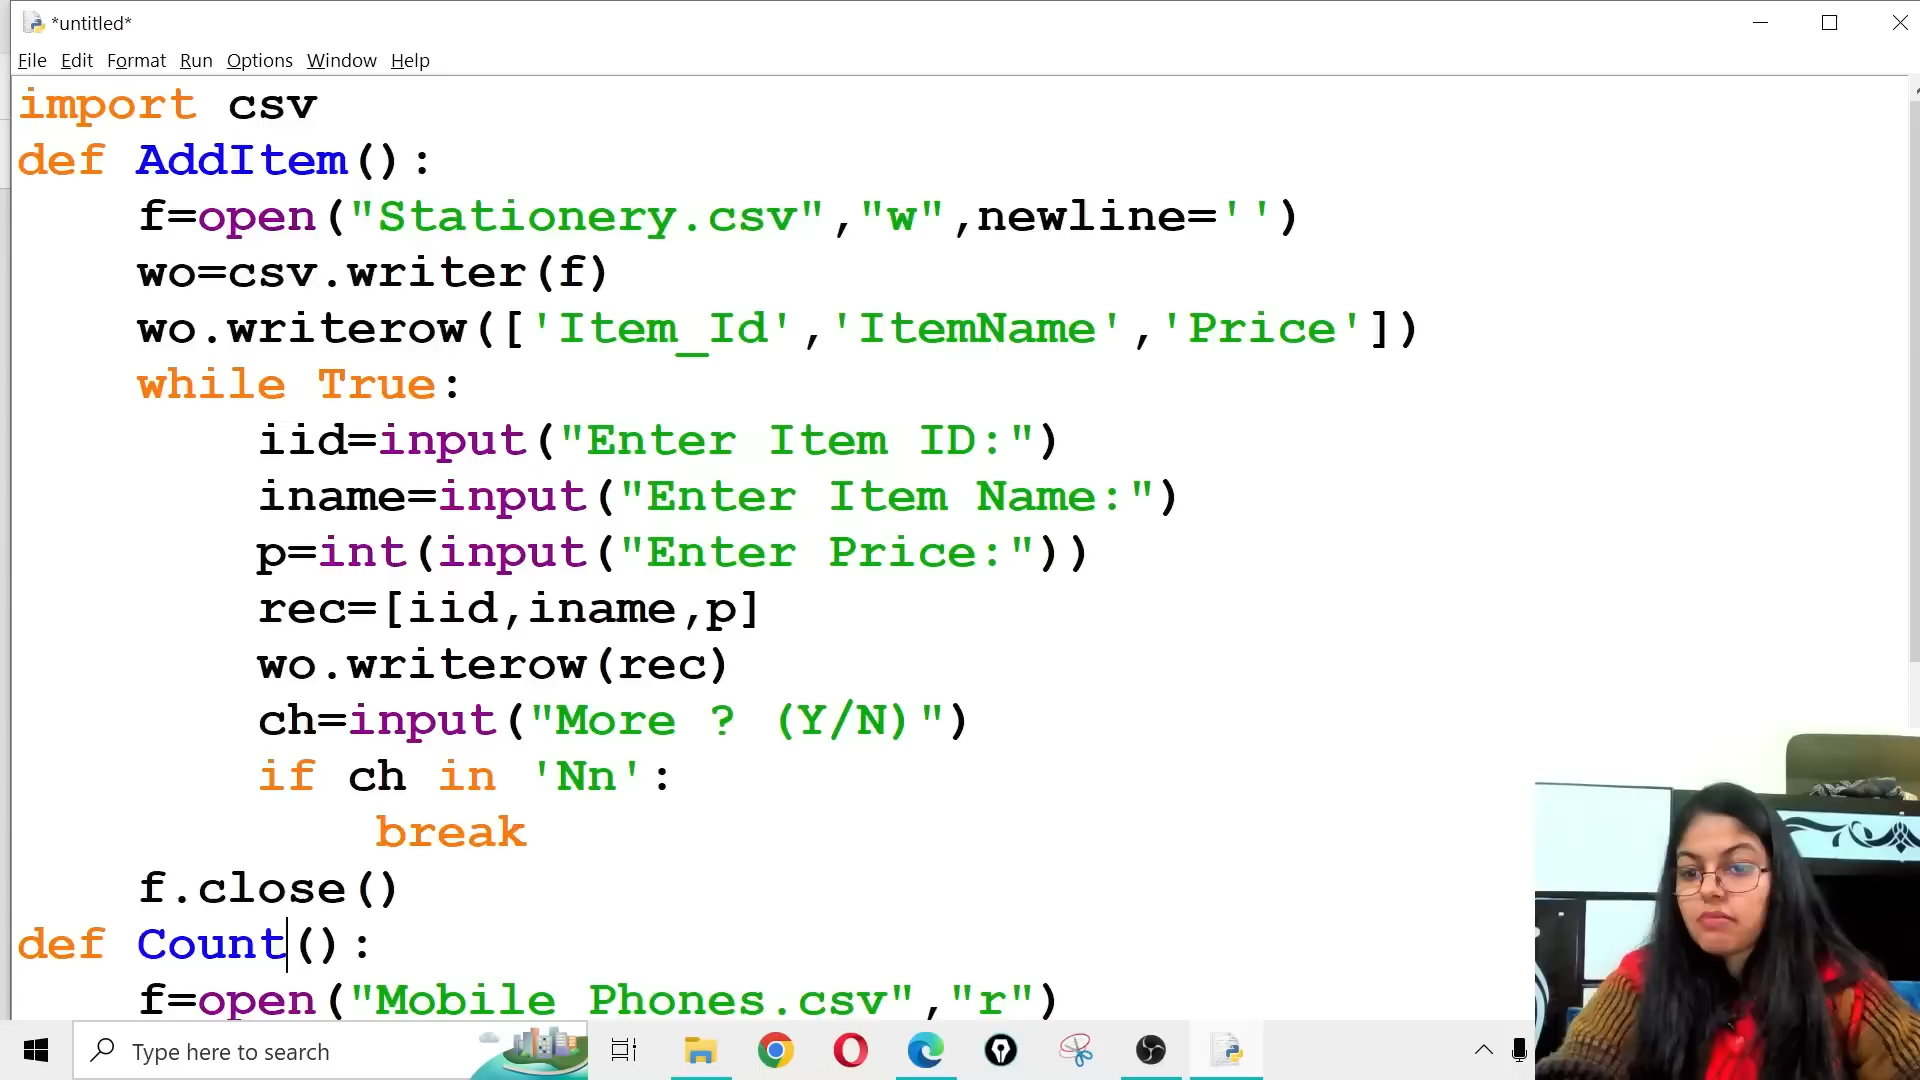 *untitled*
File Edit Format Run Options Window Help
import csv
def AddItem():
    f=open("Stationery.csv","w",newline='')
    wo=csv.writer(f)
    wo.writerow(['Item_Id','ItemName','Price'])
    while True:
        iid=input("Enter Item ID:")
        iname=input("Enter Item Name:")
        p=int(input("Enter Price:"))
        rec=[iid,iname,p]
        wo.writerow(rec)
        ch=input("More ? (Y/N)")
        if ch in 'Nn':
            break
    f.close()
def Count():
    f=open("Mobile Phones.csv","r")
Type here to search